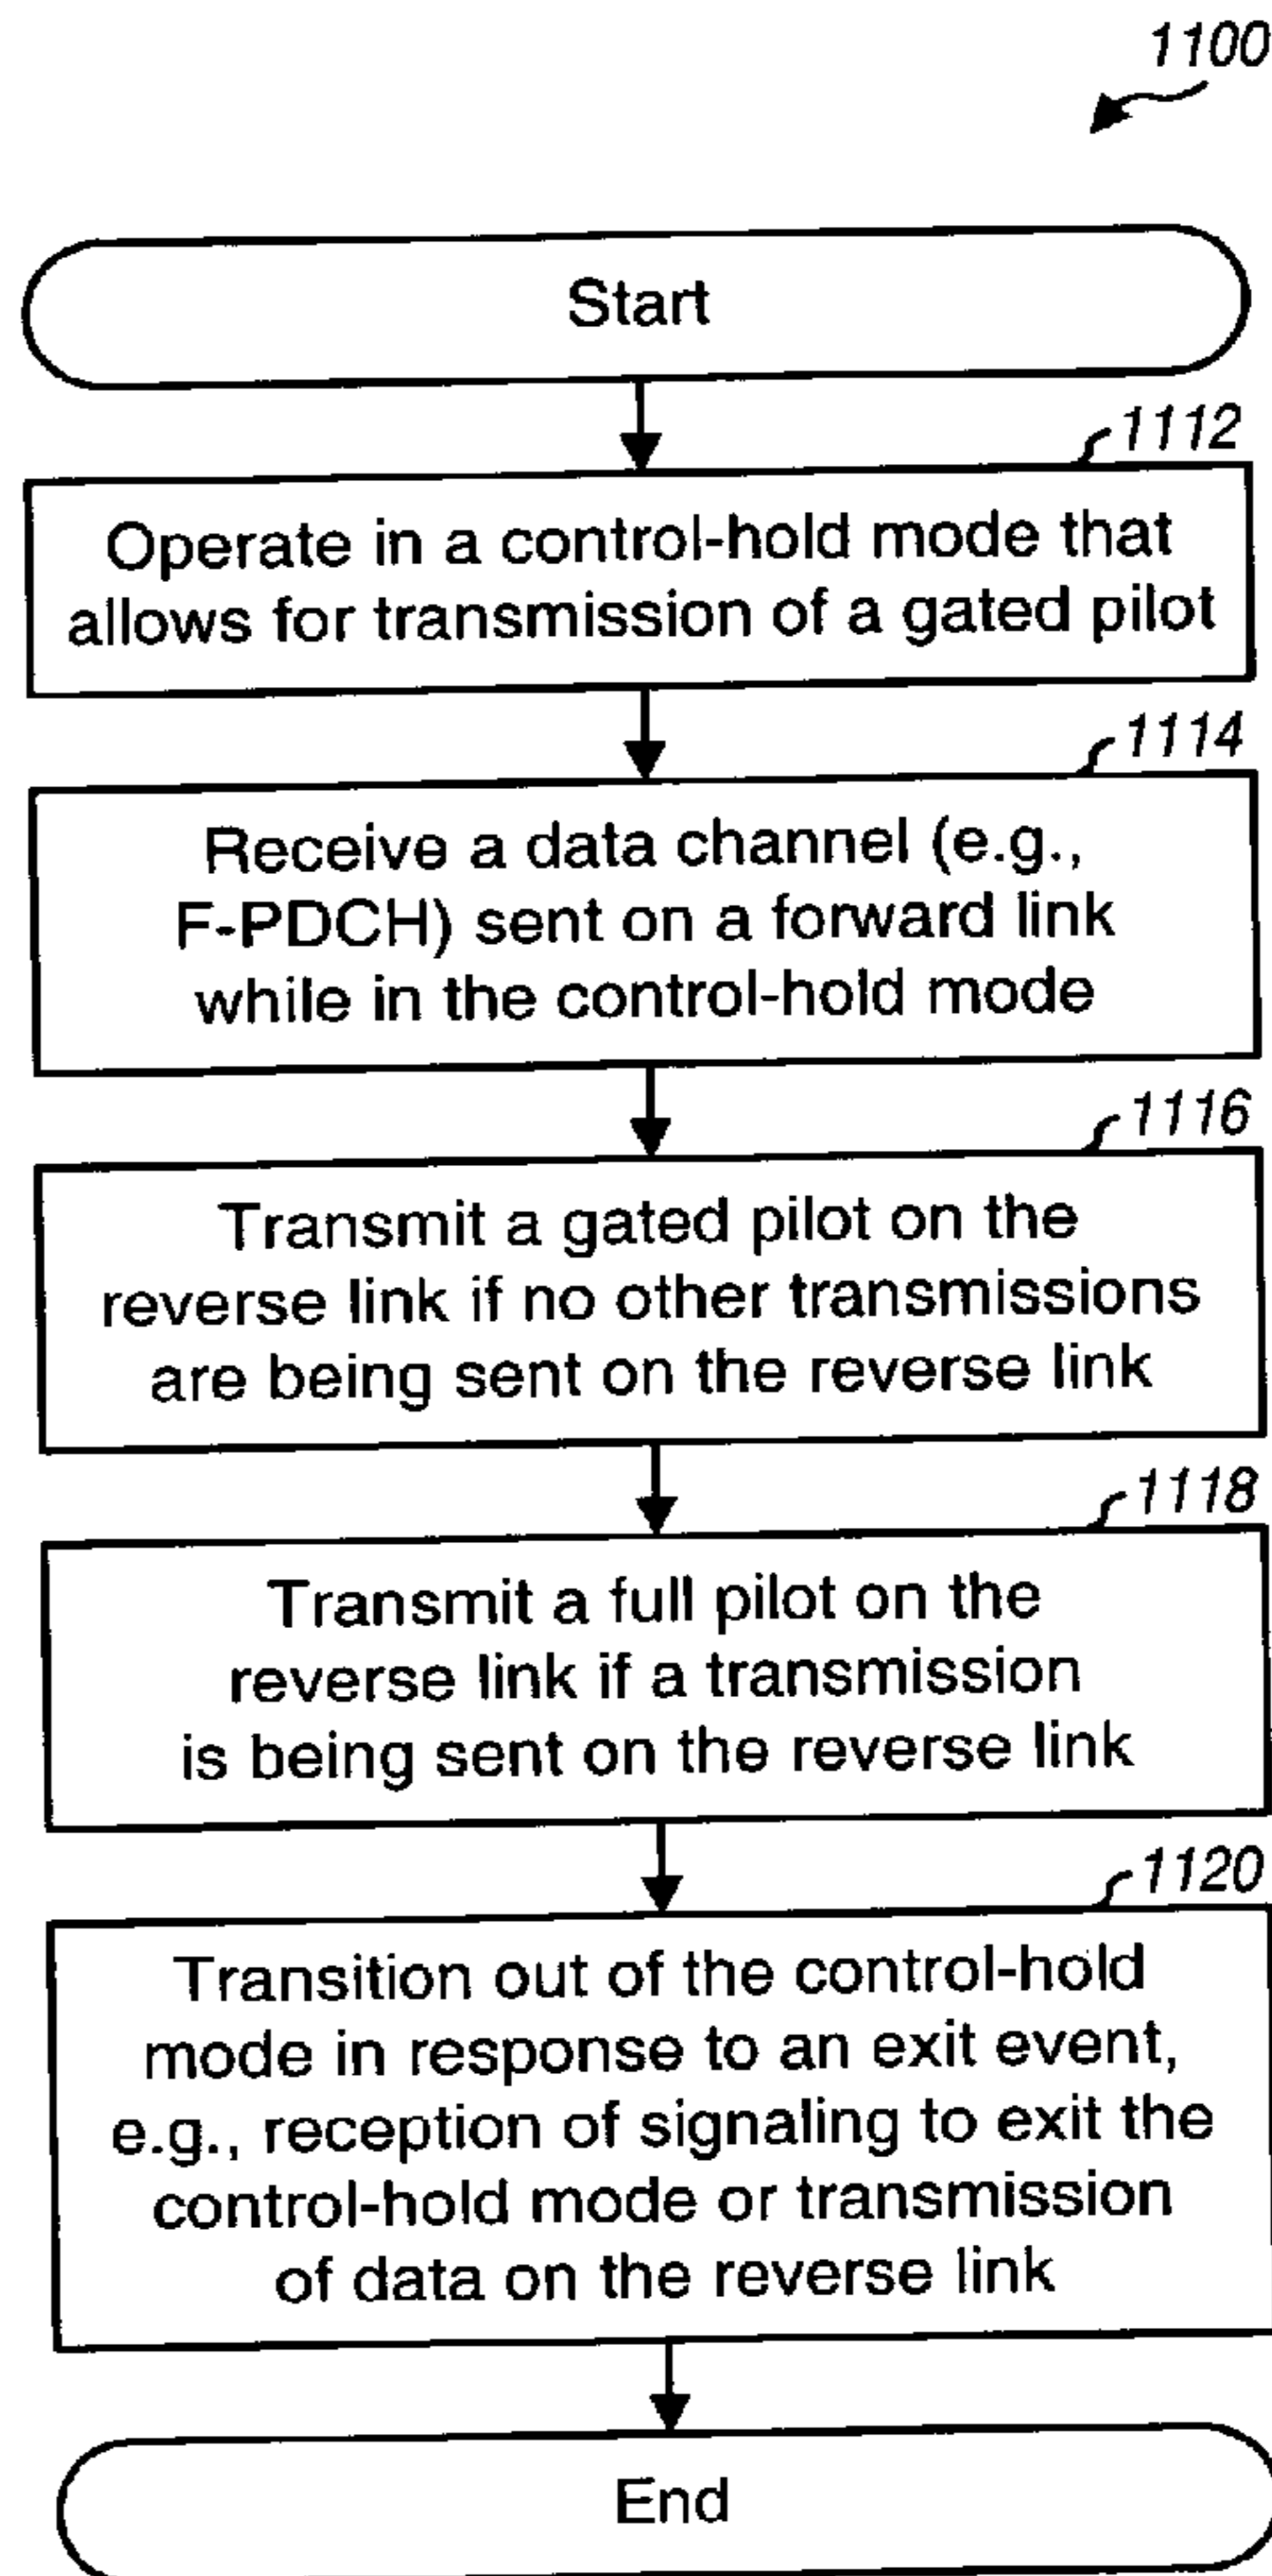 1100
Start
1112
Operate in a control-hold mode that
allows for transmission of a gated pilot
1114
Receive a data channel (e.g.,
F-PDCH) sent on a forward link
while in the control-hold mode
1116
Transmit a gated pilot on the
reverse link if no other transmissions
are being sent on the reverse link
1118
Transmit a full pilot on the
reverse link if a transmission
is being sent on the reverse link
1120
Transition out of the control-hold
mode in response to an exit event,
e.g., reception of signaling to exit the
control-hold mode or transmission
of data on the reverse link
End